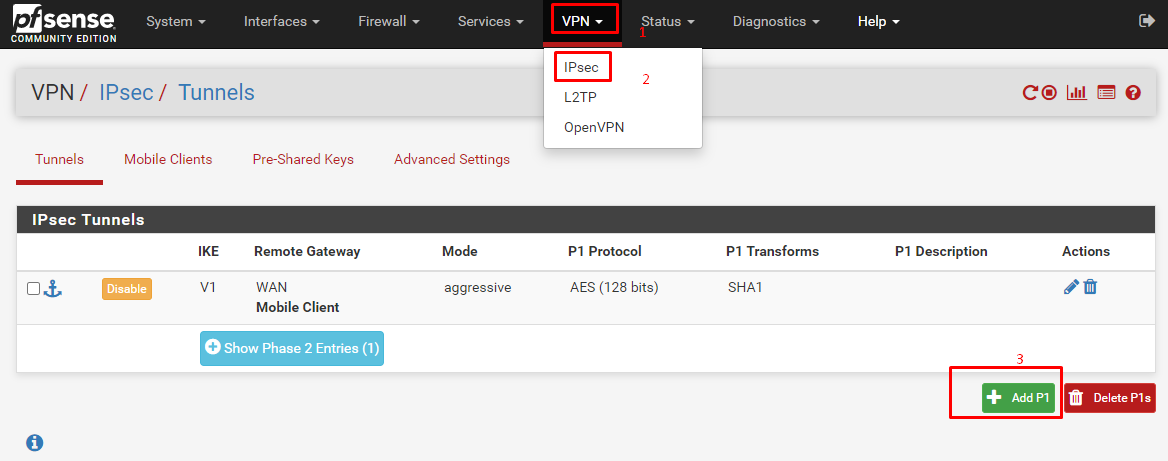 pfsense
COMMUNITY EDITION
System Interfaces Firewall Services VPN Status Diagnostics Help
1
IPsec
2
L2TP
OpenVPN
VPN / IPsec / Tunnels
Tunnels Mobile Clients Pre-Shared Keys Advanced Settings
IPsec Tunnels
IKE Remote Gateway Mode P1 Protocol P1 Transforms P1 Description Actions
Disable V1 WAN aggressive AES (128 bits) SHA1
Mobile Client
Show Phase 2 Entries (1)
3
Add P1 Delete P1s